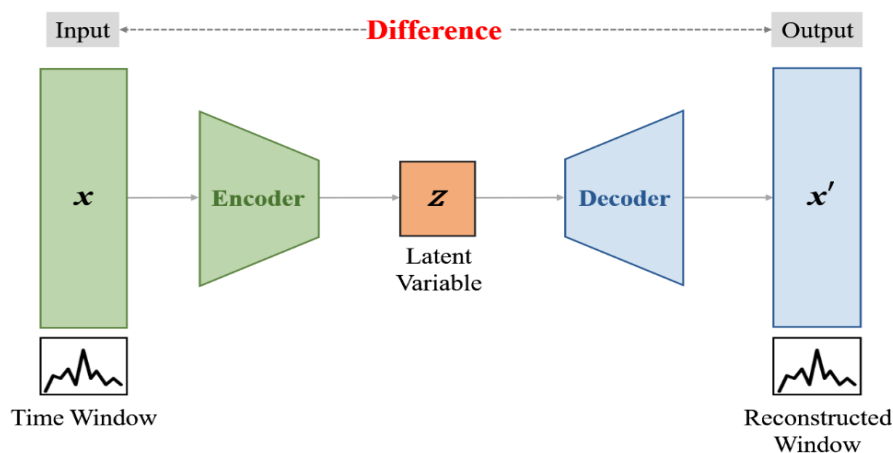 Input
Difference
Output
x
Encoder
z
Decoder
x′
Latent
Variable
Time Window
Reconstructed
Window